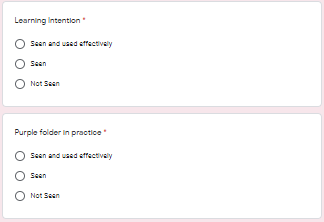 Learning Intention *
Seen and used effectively
Seen
Not Seen
Purple folder in practice *
Seen and used effectively
Seen
Not Seen